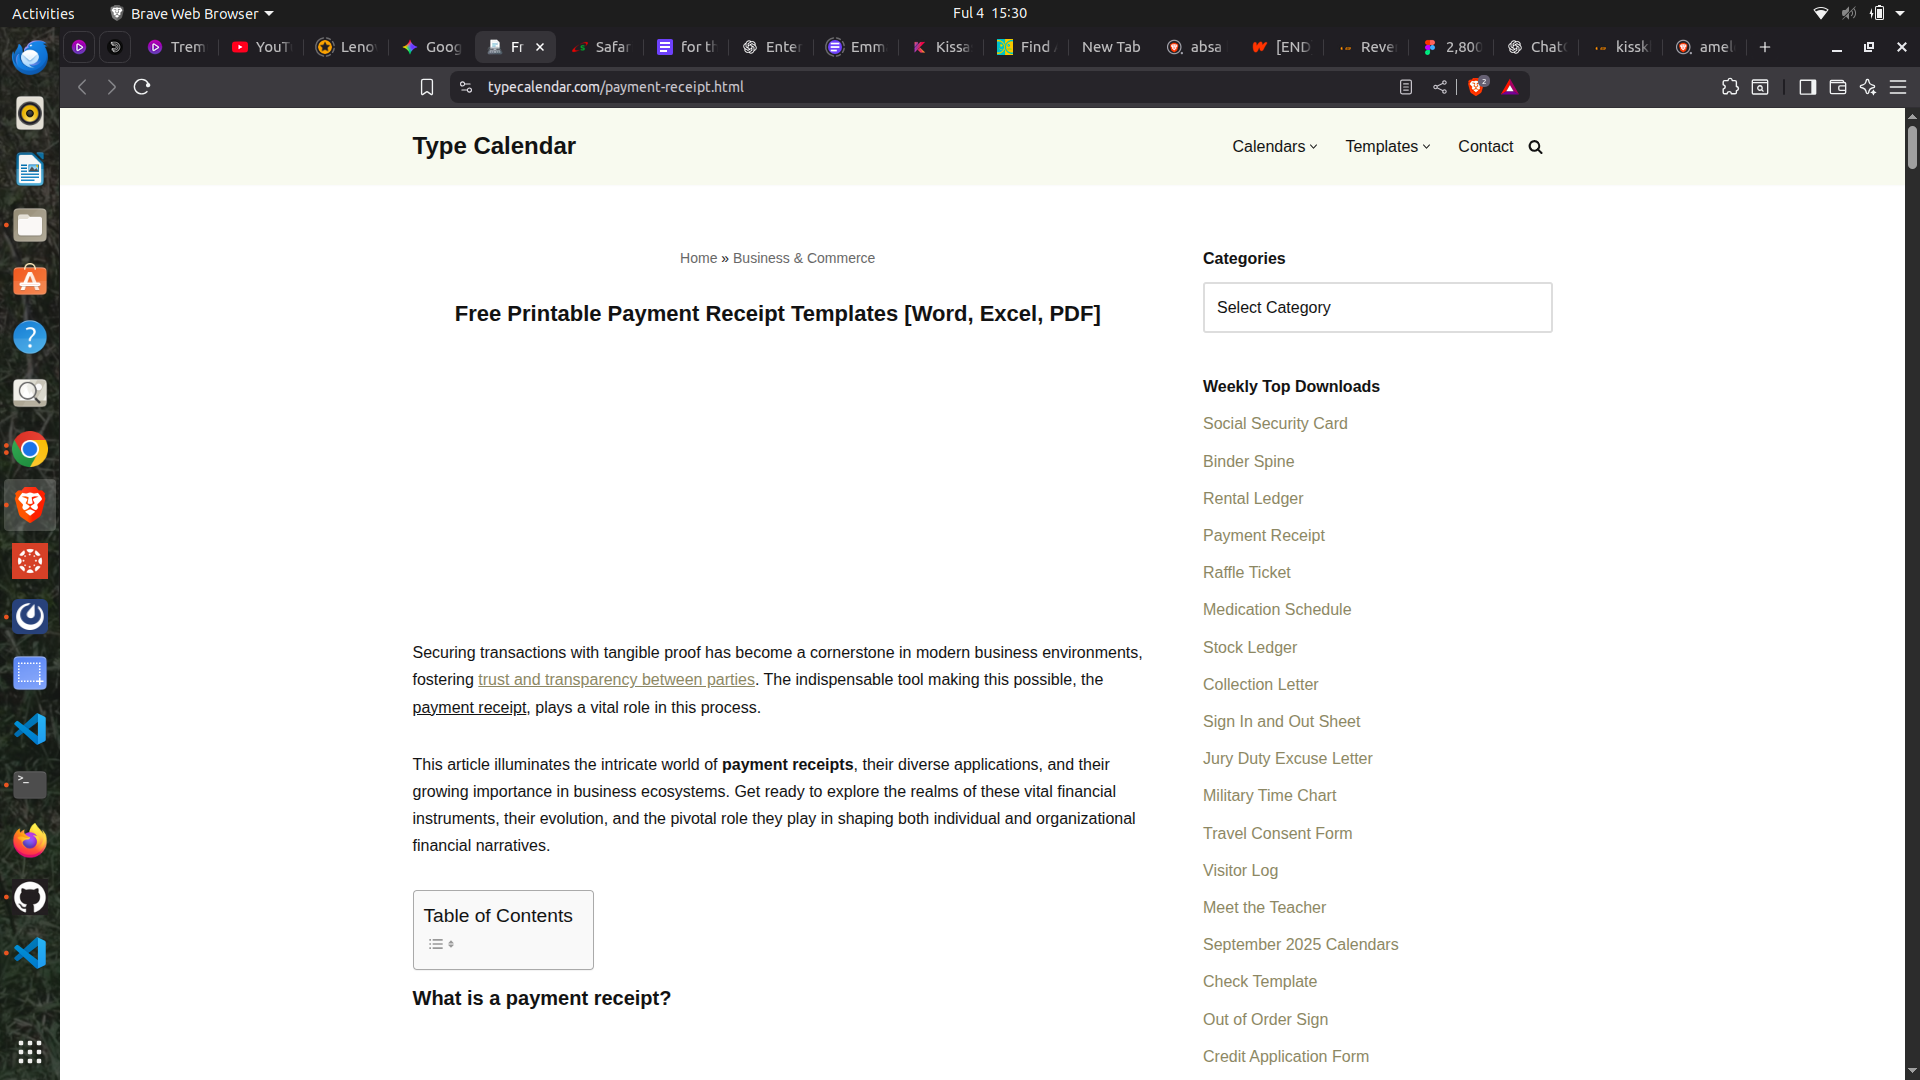 Activities
Brave Web Browser
Ful 4 15:30
Trem
YouT
Leno
Goog
Fr
Safar
for th
Enter
Emm
Kissa
Find
New Tab
absa
[END
Reve
2,800
Chat
kissk
amel
typecalendar.com/payment-receipt.html
2
Type Calendar
Calendars
Templates
Contact
Home » Business & Commerce
Free Printable Payment Receipt Templates [Word, Excel, PDF]
Securing transactions with tangible proof has become a cornerstone in modern business environments,
fostering trust and transparency between parties. The indispensable tool making this possible, the
payment receipt, plays a vital role in this process.
This article illuminates the intricate world of payment receipts, their diverse applications, and their
growing importance in business ecosystems. Get ready to explore the realms of these vital financial
instruments, their evolution, and the pivotal role they play in shaping both individual and organizational
financial narratives.
Table of Contents
What is a payment receipt?
Categories
Select Category
Weekly Top Downloads
Social Security Card
Binder Spine
Rental Ledger
Payment Receipt
Raffle Ticket
Medication Schedule
Stock Ledger
Collection Letter
Sign In and Out Sheet
Jury Duty Excuse Letter
Military Time Chart
Travel Consent Form
Visitor Log
Meet the Teacher
September 2025 Calendars
Check Template
Out of Order Sign
Credit Application Form